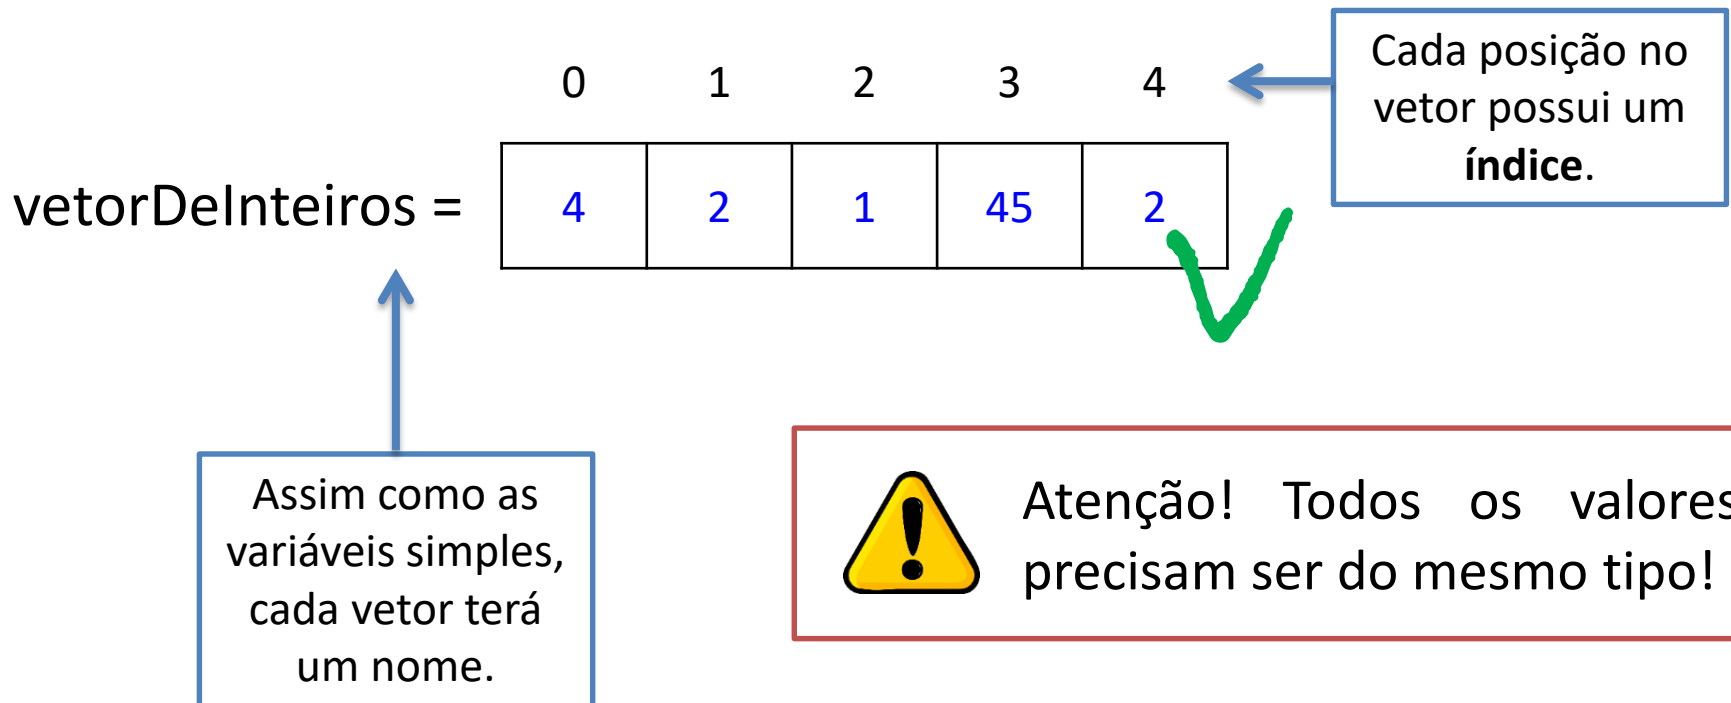 0 1 2 3 4
Cada posição no
vetor possui um
índice.
vetorDeInteiros = 4 2 1 45 2
Assim como as
variáveis simples,
cada vetor terá
um nome.
Atenção! Todos os valores
precisam ser do mesmo tipo!